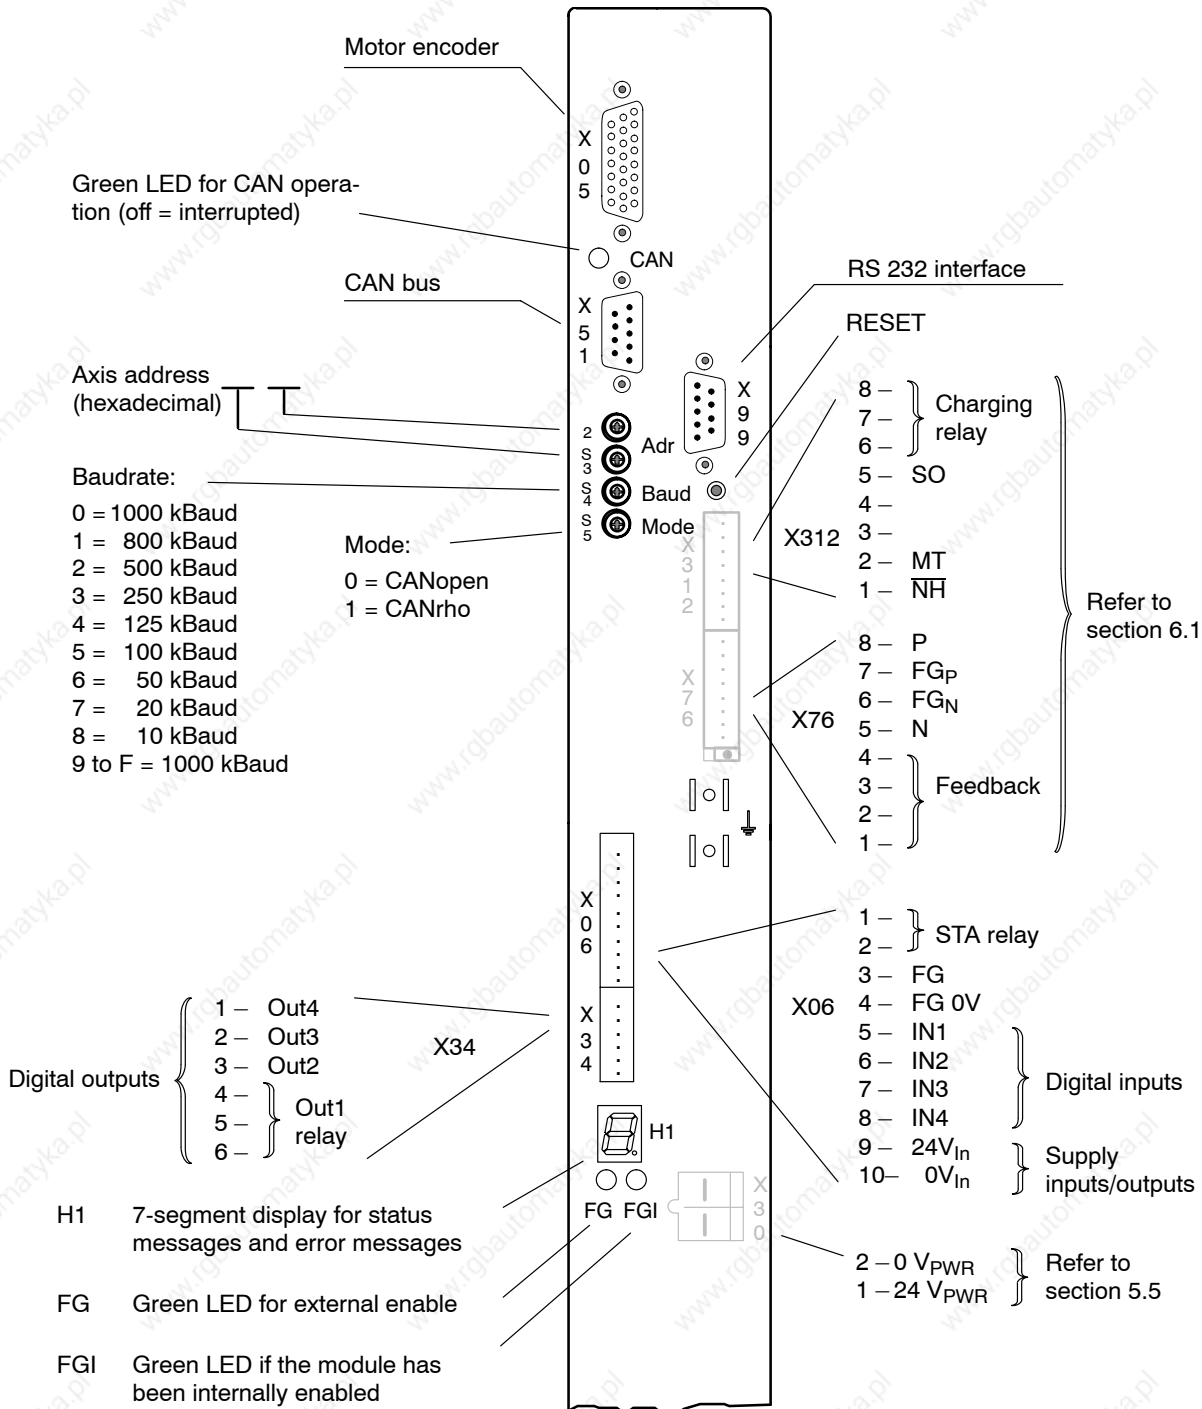 Motor encoder
X
0
5
Green LED for CAN opera-
tion (off = interrupted)
CAN
CAN bus
X
5
1
RS 232 interface
RESET
X
9
9
Axis address
(hexadecimal)
2
S
3
Adr
S
4
Baud
S
5
Mode
Baudrate:
0 = 1000 kBaud
1 = 800 kBaud
2 = 500 kBaud
3 = 250 kBaud
4 = 125 kBaud
5 = 100 kBaud
6 = 50 kBaud
7 = 20 kBaud
8 = 10 kBaud
9 to F = 1000 kBaud
Mode:
0 = CANopen
1 = CANrho
X
3
1
2
X312
8 –
7 –
6 –
Charging
relay
5 – SO
4 –
3 –
2 – MT
1 – N̅H̅
Refer to
section 6.1
X
7
6
X76
8 – P
7 – FGP
6 – FGN
5 – N
4 –
3 –
2 –
1 –
Feedback
X
0
6
X06
1 –
2 –
STA relay
3 – FG
4 – FG 0V
5 – IN1
6 – IN2
7 – IN3
8 – IN4
Digital inputs
9 – 24VIn
10– 0VIn
Supply
inputs/outputs
X
3
4
X34
Digital outputs
1 – Out4
2 – Out3
3 – Out2
4 –
5 –
6 –
Out1
relay
H1
FG FGI
X
3
0
2 – 0 VPWR
1 – 24 VPWR
Refer to
section 5.5
H1 7-segment display for status
messages and error messages
FG Green LED for external enable
FGI Green LED if the module has
been internally enabled
www.rgbautomatyka.pl